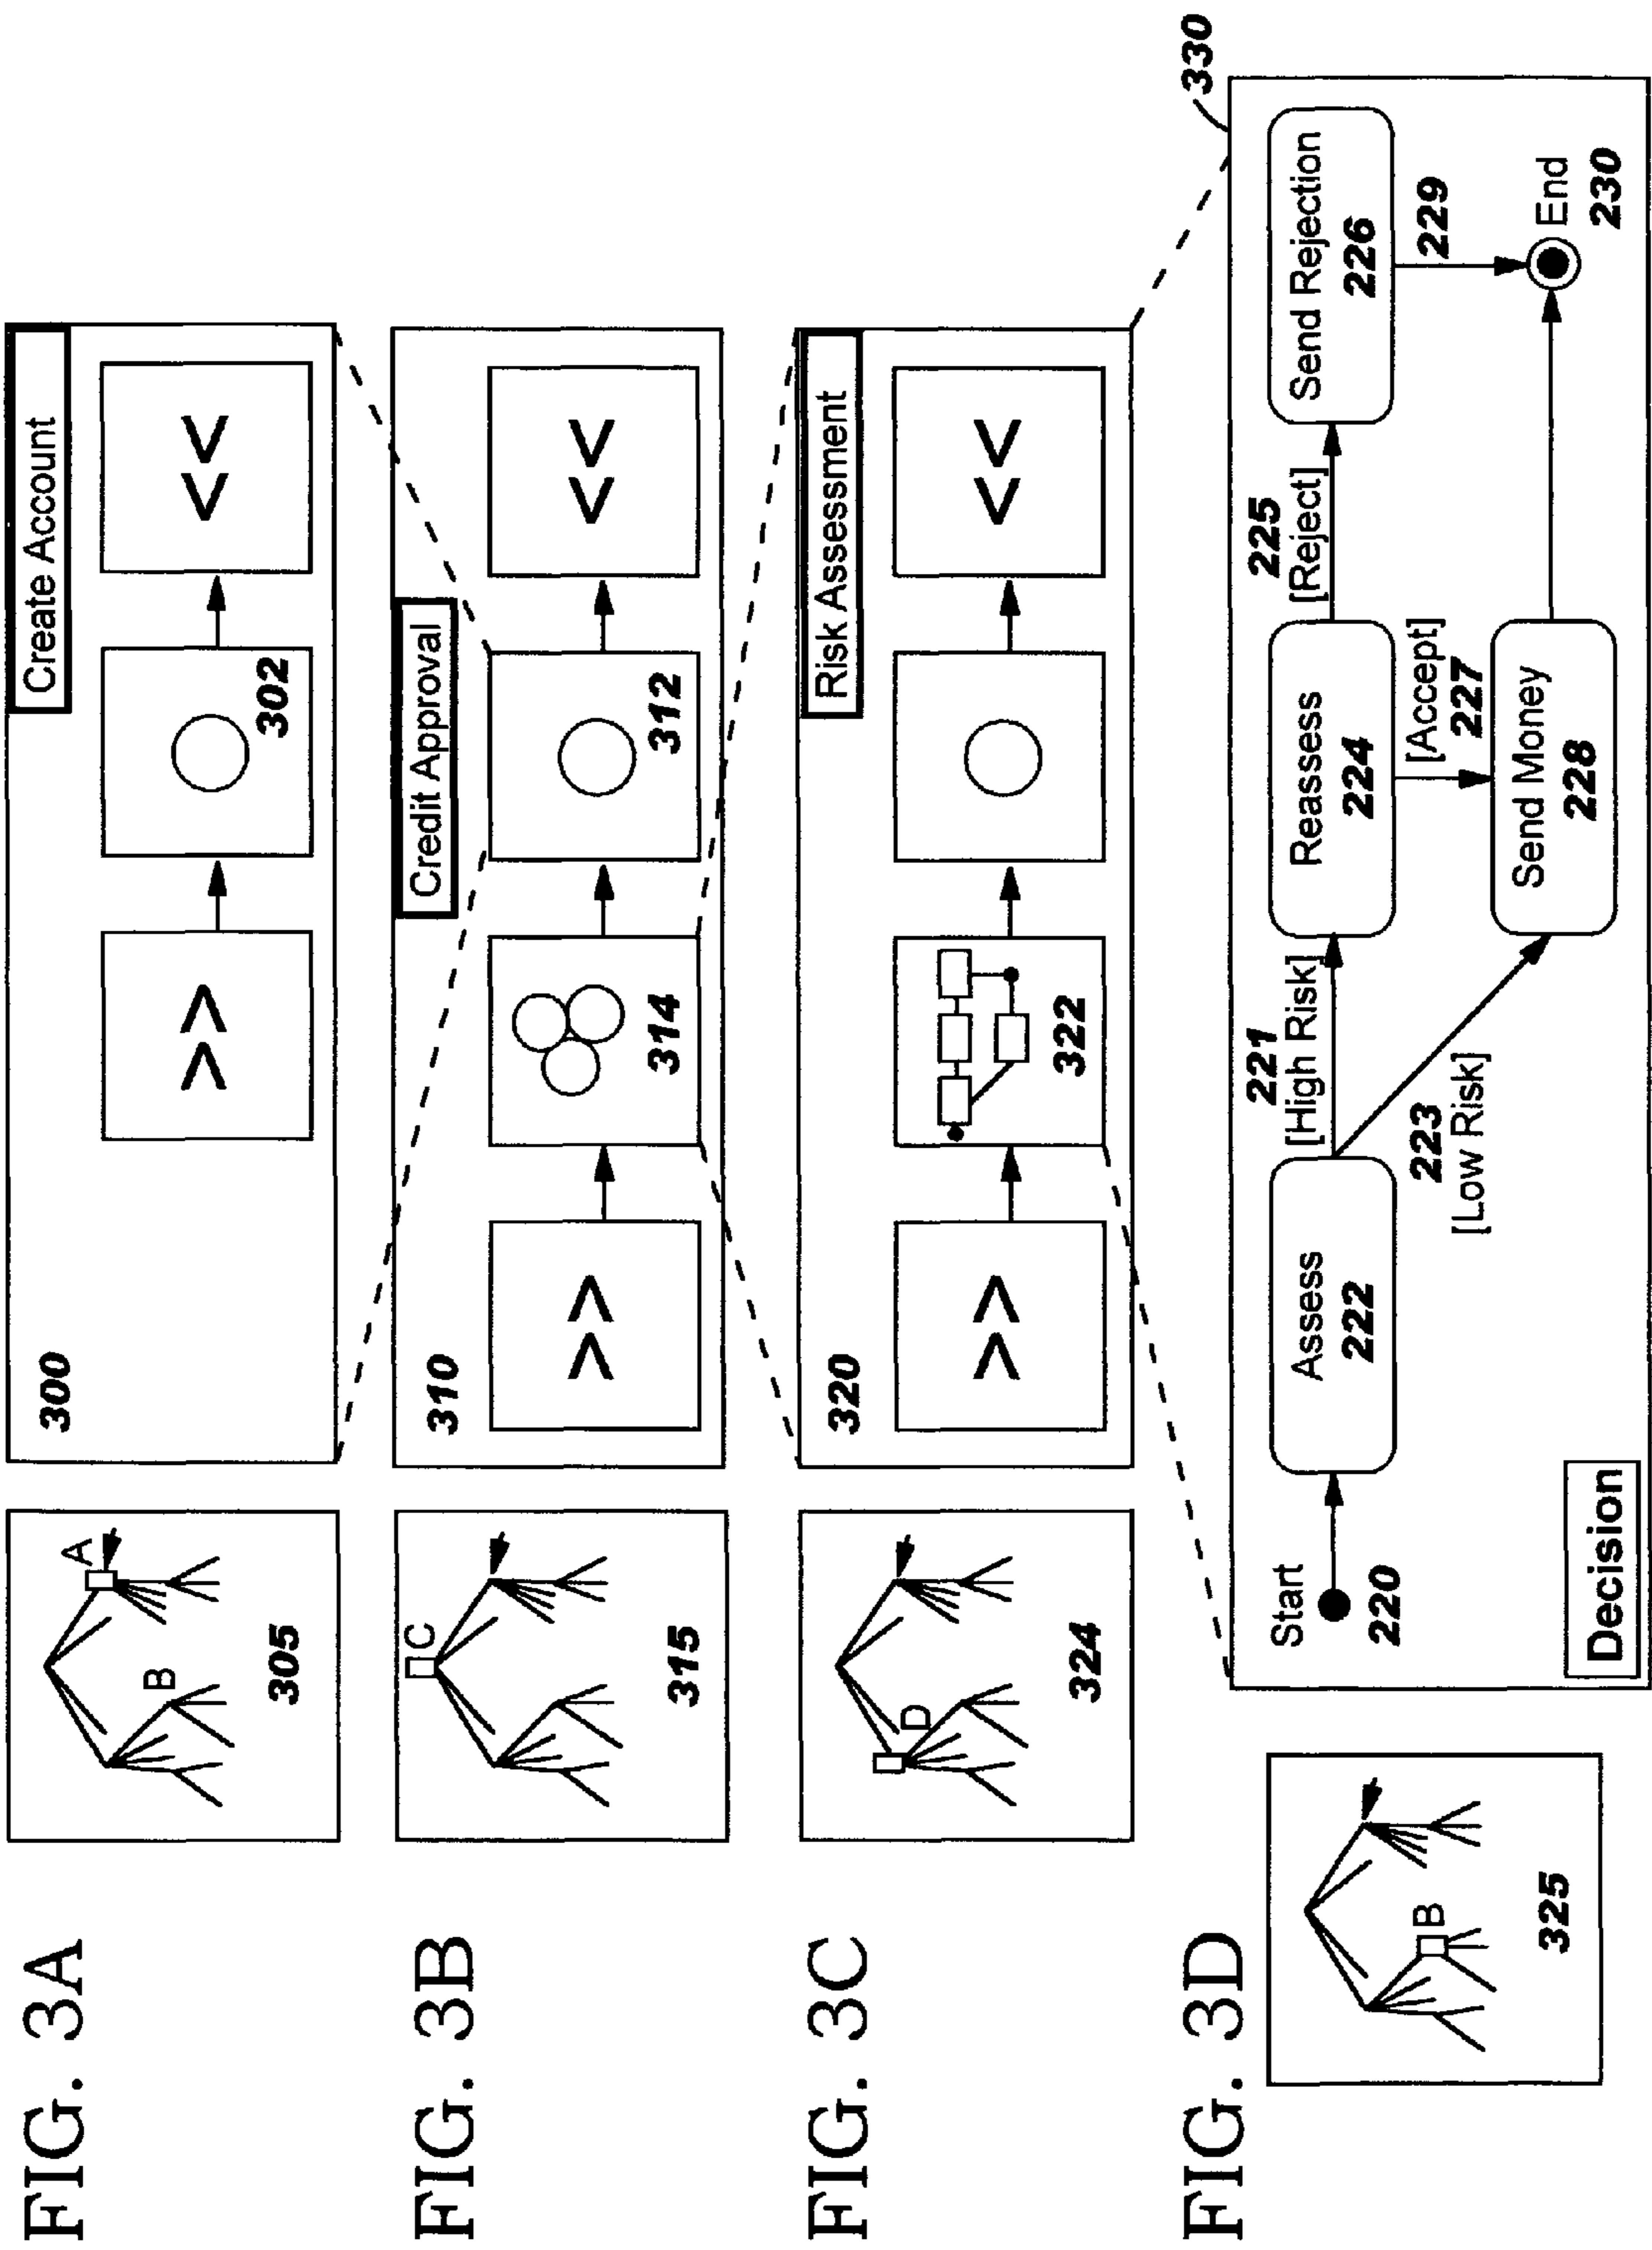 FIG. 3A
305
A
B
300
Create Account
>>
302
<<
FIG. 3B
315
C
310
Credit Approval
>>
314
312
<<
FIG. 3C
324
D
320
Risk Assessment
>>
322
<<
FIG. 3D
325
B
330
Start
220
Assess
222
221
[High Risk]
223
[Low Risk]
Reassess
224
225
[Reject]
[Accept]
227
Send Rejection
226
229
Send Money
228
End
230
Decision